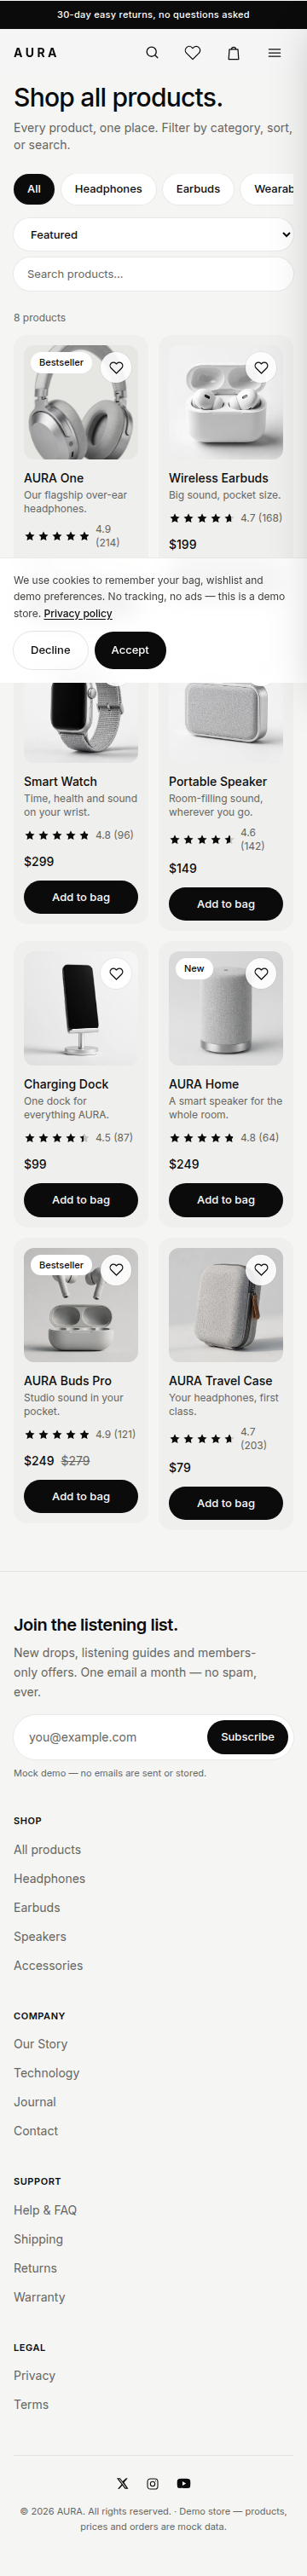 30-day easy returns, no questions asked
AURA
Shop all products.
Every product, one place. Filter by category, sort,
or search.
All
Headphones
Earbuds
Wearab
Featured
Search products...
8 products
Bestseller
AURA One
Our flagship over-ear
headphones.
4.9
(214)
Wireless Earbuds
Big sound, pocket size.
4.7 (168)
$199
We use cookies to remember your bag, wishlist and
demo preferences. No tracking, no ads — this is a demo
store. Privacy policy
Decline
Accept
Smart Watch
Time, health and sound
on your wrist.
4.8 (96)
$299
Add to bag
Portable Speaker
Room-filling sound,
wherever you go.
4.6
(142)
$149
Add to bag
Charging Dock
One dock for
everything AURA.
4.5 (87)
$99
Add to bag
New
AURA Home
A smart speaker for the
whole room.
4.8 (64)
$249
Add to bag
Bestseller
AURA Buds Pro
Studio sound in your
pocket.
4.9 (121)
$249 $279
Add to bag
AURA Travel Case
Your headphones, first
class.
4.7
(203)
$79
Add to bag
Join the listening list.
New drops, listening guides and members-
only offers. One email a month — no spam,
ever.
you@example.com
Subscribe
Mock demo — no emails are sent or stored.
SHOP
All products
Headphones
Earbuds
Speakers
Accessories
COMPANY
Our Story
Technology
Journal
Contact
SUPPORT
Help & FAQ
Shipping
Returns
Warranty
LEGAL
Privacy
Terms
© 2026 AURA. All rights reserved. · Demo store — products,
prices and orders are mock data.